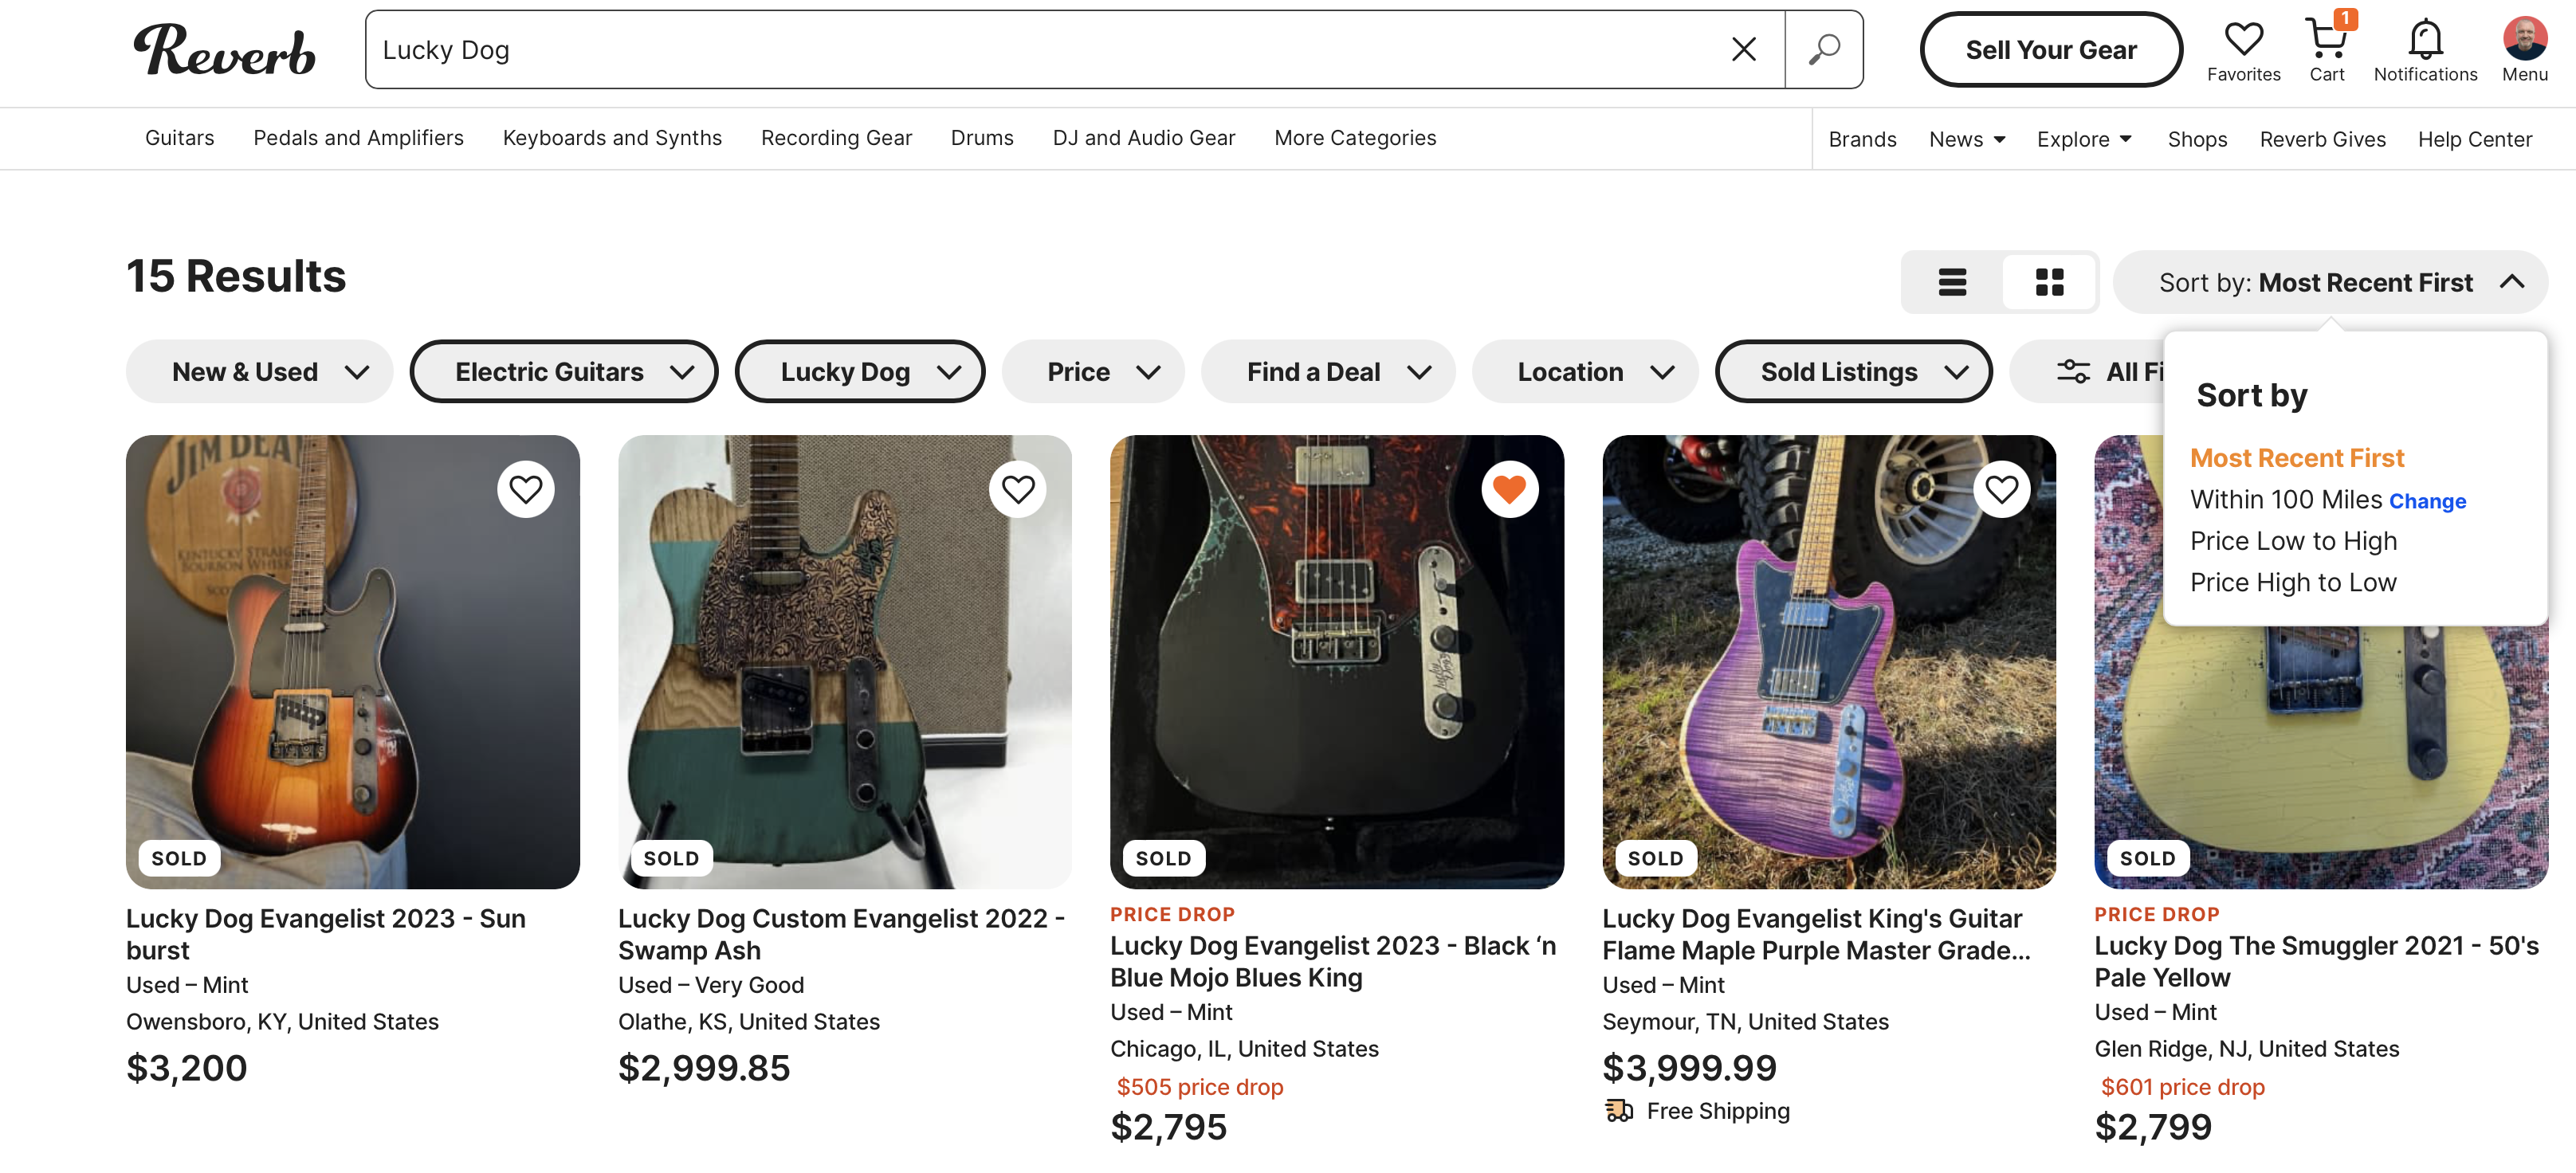 Reverb
Lucky Dog
Sell Your Gear
1
Favorites
Cart
Notifications
Menu
Guitars
Pedals and Amplifiers
Keyboards and Synths
Recording Gear
Drums
DJ and Audio Gear
More Categories
Brands
News
Explore
Shops
Reverb Gives
Help Center
15 Results
Sort by: Most Recent First
New & Used
Electric Guitars
Lucky Dog
Price
Find a Deal
Location
Sold Listings
All Fi
Sort by
Most Recent First
Within 100 Miles Change
Price Low to High
Price High to Low
JIM BEA
KENTUCKY STRAIG
BOURBON WHISK
SOLD
Lucky Dog Evangelist 2023 - Sun
burst
Used – Mint
Owensboro, KY, United States
$3,200
SOLD
Lucky Dog Custom Evangelist 2022 -
Swamp Ash
Used – Very Good
Olathe, KS, United States
$2,999.85
Lucky Dog
SOLD
PRICE DROP
Lucky Dog Evangelist 2023 - Black ‘n
Blue Mojo Blues King
Used – Mint
Chicago, IL, United States
$505 price drop
$2,795
SOLD
Lucky Dog Evangelist King's Guitar
Flame Maple Purple Master Grade...
Used – Mint
Seymour, TN, United States
$3,999.99
Free Shipping
SOLD
PRICE DROP
Lucky Dog The Smuggler 2021 - 50's
Pale Yellow
Used – Mint
Glen Ridge, NJ, United States
$601 price drop
$2,799